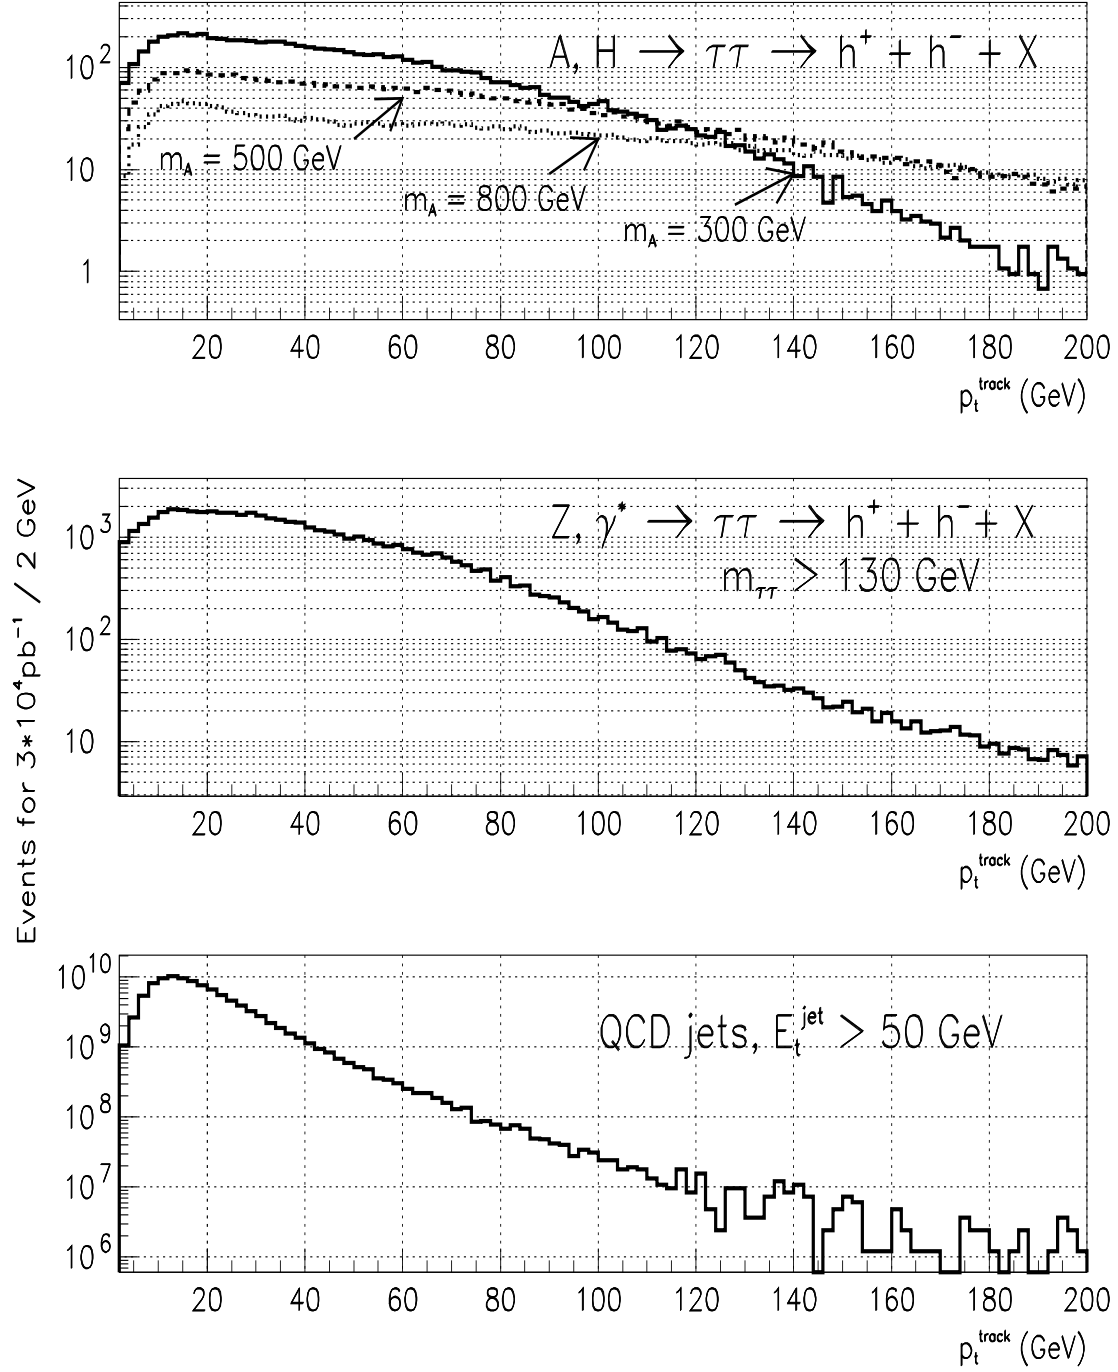 A, H → ττ → h⁺ + h⁻ + X
10²
10
1
m_A = 500 GeV
m_A = 800 GeV
m_A = 300 GeV
20 40 60 80 100 120 140 160 180 200
p_t^track (GeV)
Events for 3*10⁴pb⁻¹ / 2 GeV
Z, γ* → ττ → h⁺ + h⁻ + X
m_ττ > 130 GeV
10³
10²
10
20 40 60 80 100 120 140 160 180 200
p_t^track (GeV)
QCD jets, E_t^jet > 50 GeV
10¹⁰
10⁹
10⁸
10⁷
10⁶
20 40 60 80 100 120 140 160 180 200
p_t^track (GeV)